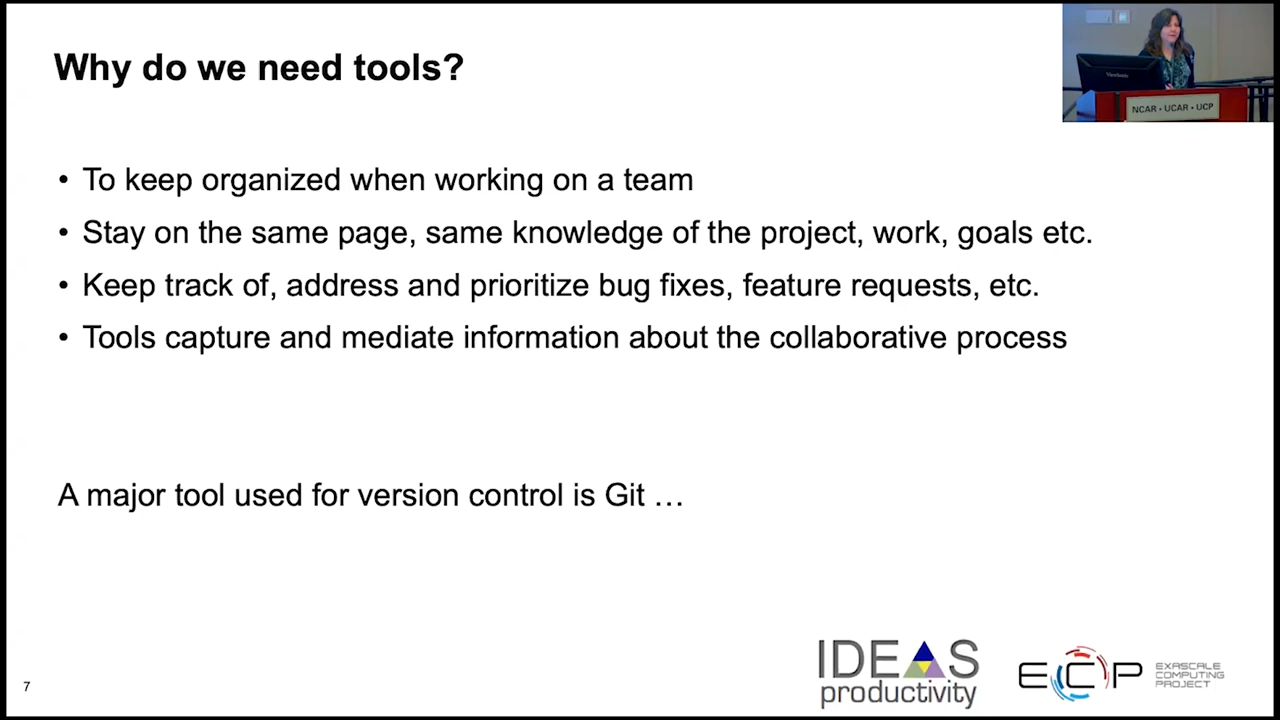 Why do we need tools?
NCAR • UCAR • UCP
• To keep organized when working on a team
• Stay on the same page, same knowledge of the project, work, goals etc.
• Keep track of, address and prioritize bug fixes, feature requests, etc.
• Tools capture and mediate information about the collaborative process
A major tool used for version control is Git …
7
IDEAS
productivity
ECP
EXASCALE
COMPUTING
PROJECT